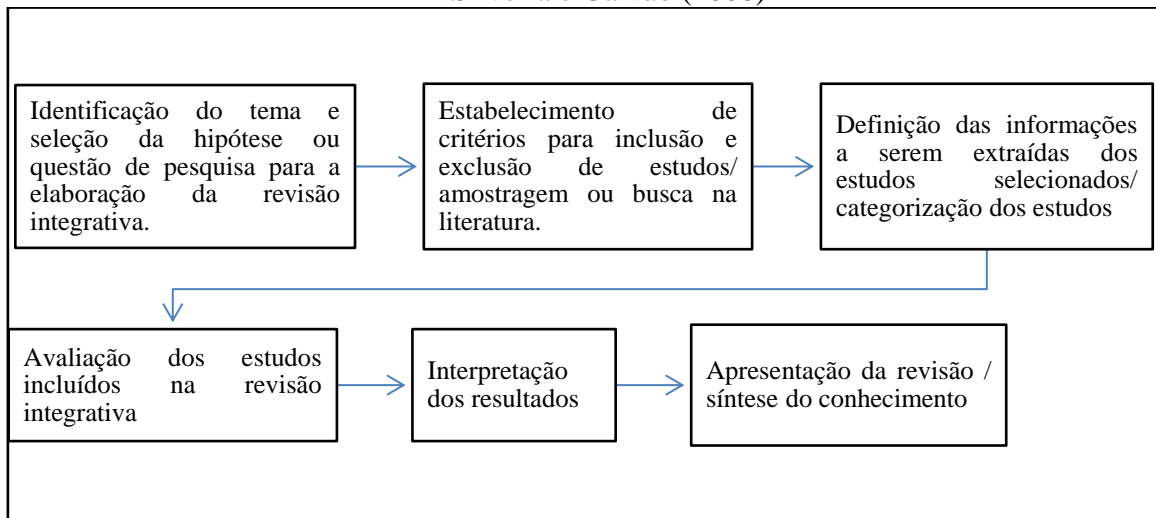 Identificação do tema e
seleção da hipótese ou
questão de pesquisa para a
elaboração da revisão
integrativa.
Estabelecimento de
critérios para inclusão e
exclusão de estudos/
amostragem ou busca na
literatura.
Definição das informações
a serem extraídas dos
estudos selecionados/
categorização dos estudos
Avaliação dos estudos
incluídos na revisão
integrativa
Interpretação
dos resultados
Apresentação da revisão /
síntese do conhecimento